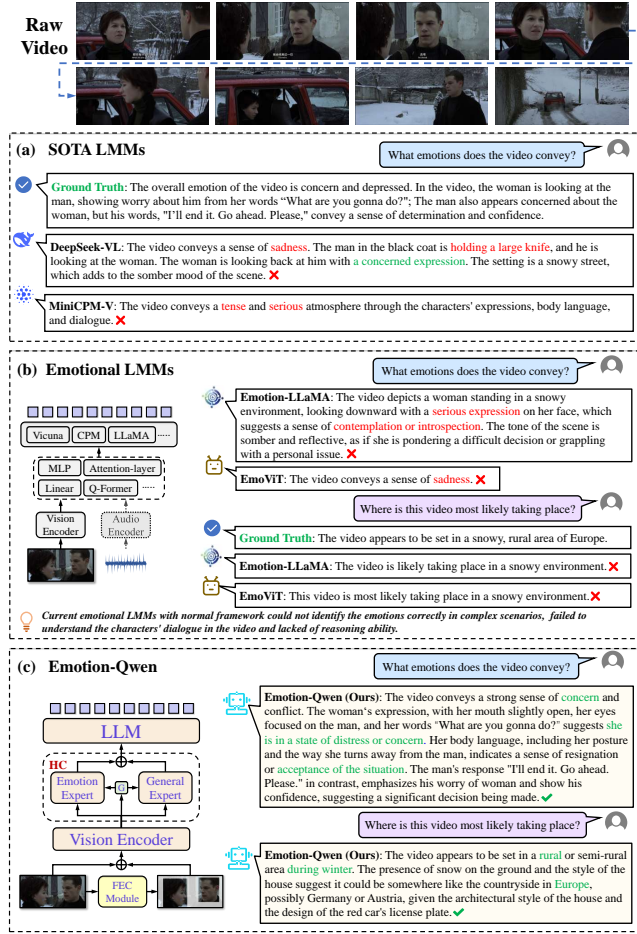 Raw
Video
(a) SOTA LMMs
What emotions does the video convey?
Ground Truth: The overall emotion of the video is concern and depressed. In the video, the woman is looking at the
man, showing worry about him from her words “What are you gonna do?”; The man also appears concerned about the
woman, but his words, "I'll end it. Go ahead. Please," convey a sense of determination and confidence.
DeepSeek-VL: The video conveys a sense of sadness. The man in the black coat is holding a large knife, and he is
looking at the woman. The woman is looking back at him with a concerned expression. The setting is a snowy street,
which adds to the somber mood of the scene.
MiniCPM-V: The video conveys a tense and serious atmosphere through the characters' expressions, body language,
and dialogue.
(b) Emotional LMMs
What emotions does the video convey?
Vicuna CPM LLaMA .....
MLP Attention-layer
Linear Q-Former .....
Vision
Encoder
Audio
Encoder
Emotion-LLaMA: The video depicts a woman standing in a snowy
environment, looking downward with a serious expression on her face, which
suggests a sense of contemplation or introspection. The tone of the scene is
somber and reflective, as if she is pondering a difficult decision or grappling
with a personal issue.
EmoViT: The video conveys a sense of sadness.
Where is this video most likely taking place?
Ground Truth: The video appears to be set in a snowy, rural area of Europe.
Emotion-LLaMA: The video is likely taking place in a snowy environment.
EmoViT: This video is most likely taking place in a snowy environment.
Current emotional LMMs with normal framework could not identify the emotions correctly in complex scenarios, failed to
understand the characters' dialogue in the video and lacked of reasoning ability.
(c) Emotion-Qwen
What emotions does the video convey?
LLM
HC
Emotion
Expert
G
General
Expert
Vision Encoder
FEC
Module
Emotion-Qwen (Ours): The video conveys a strong sense of concern and
conflict. The woman's expression, with her mouth slightly open, her eyes
focused on the man, and her words "What are you gonna do?" suggests she
is in a state of distress or concern. Her body language, including her posture
and the way she turns away from the man, indicates a sense of resignation
or acceptance of the situation. The man's response "I'll end it. Go ahead.
Please." in contrast, emphasizes his worry of woman and show his
confidence, suggesting a significant decision being made.
Where is this video most likely taking place?
Emotion-Qwen (Ours): The video appears to be set in a rural or semi-rural
area during winter. The presence of snow on the ground and the style of the
house suggest it could be somewhere like the countryside in Europe,
possibly Germany or Austria, given the architectural style of the house and
the design of the red car's license plate.